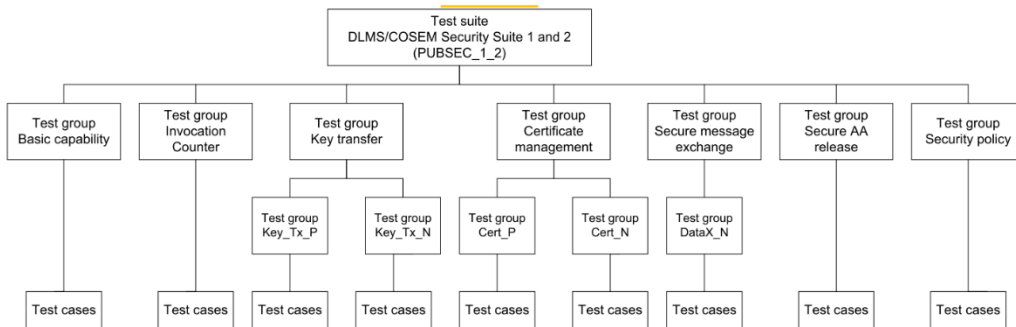 Test suite
DLMS/COSEM Security Suite 1 and 2
(PUBSEC_1_2)
Test group
Basic capability
Test group
Invocation
Counter
Test group
Key transfer
Test group
Certificate
management
Test group
Secure message
exchange
Test group
Secure AA
release
Test group
Security policy
Test group
Key_Tx_P
Test group
Key_Tx_N
Test group
Cert_P
Test group
Cert_N
Test group
DataX_N
Test cases
Test cases
Test cases
Test cases
Test cases
Test cases
Test cases
Test cases
Test cases